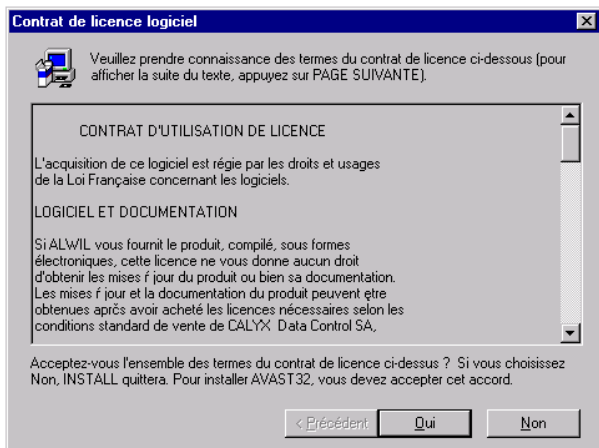 Contrat de licence logiciel
Veuillez prendre connaissance des termes du contrat de licence ci-dessous (pour
afficher la suite du texte, appuyez sur PAGE SUIVANTE).
CONTRAT D'UTILISATION DE LICENCE
L'acquisition de ce logiciel est régie par les droits et usages
de la Loi Française concernant les logiciels.
LOGICIEL ET DOCUMENTATION
Si ALWIL vous fournit le produit, compilé, sous formes
électroniques, cette licence ne vous donne aucun droit
d'obtenir les mises ŕ jour du produit ou bien sa documentation.
Les mises ŕ jour et la documentation du produit peuvent ętre
obtenues aprčs avoir acheté les licences nécessaires selon les
conditions standard de vente de CALYX Data Control SA,
Acceptez-vous l'ensemble des termes du contrat de licence ci-dessus ? Si vous choisissez
Non, INSTALL quittera. Pour installer AVAST32, vous devez accepter cet accord.
< Précédent Oui Non